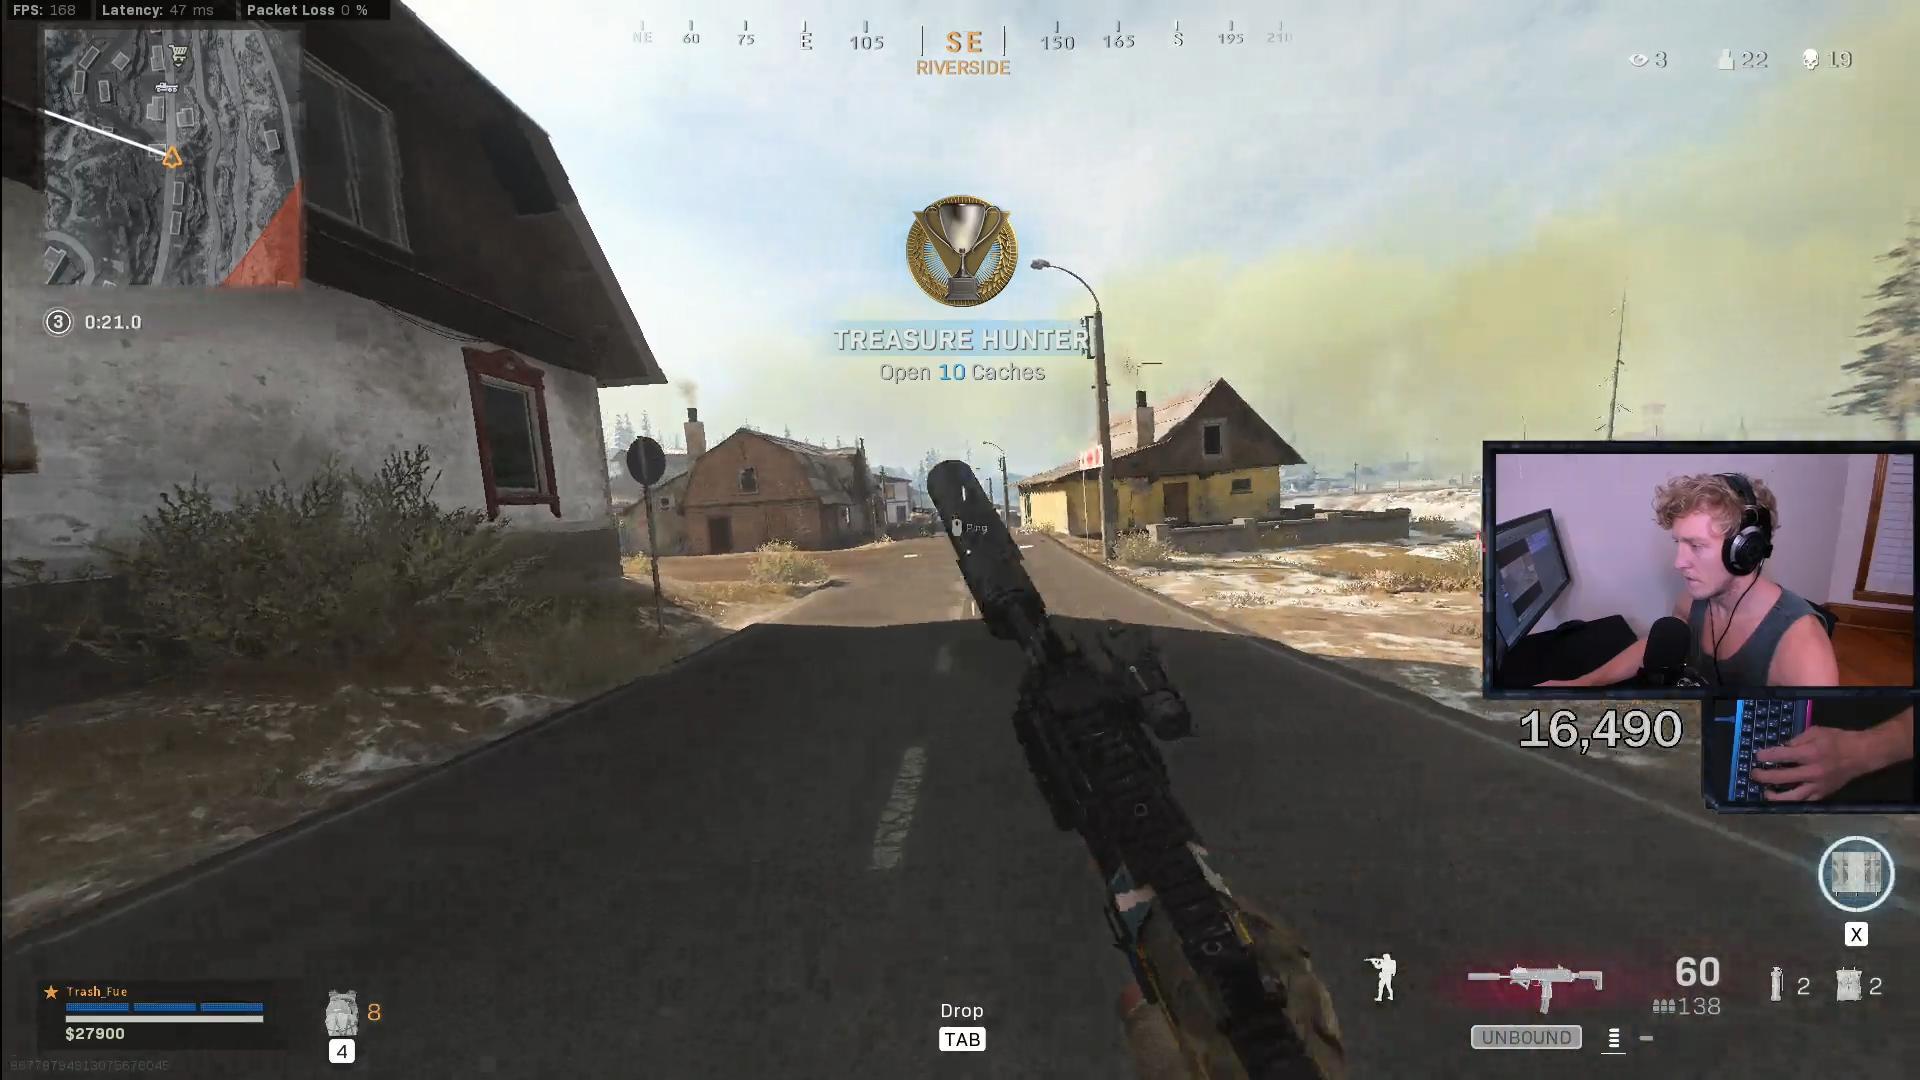 FPS: 168 Latency: 47 ms Packet Loss 0 %
NE 60 75 E 105 SE 150 165 S 195 210
RIVERSIDE
3 22 19
3 0:21.0
TREASURE HUNTER
Open 10 Caches
Ping
16,490
X
Trash_Fue
$27900
8
4
Drop
TAB
60
138
2 2
UNBOUND